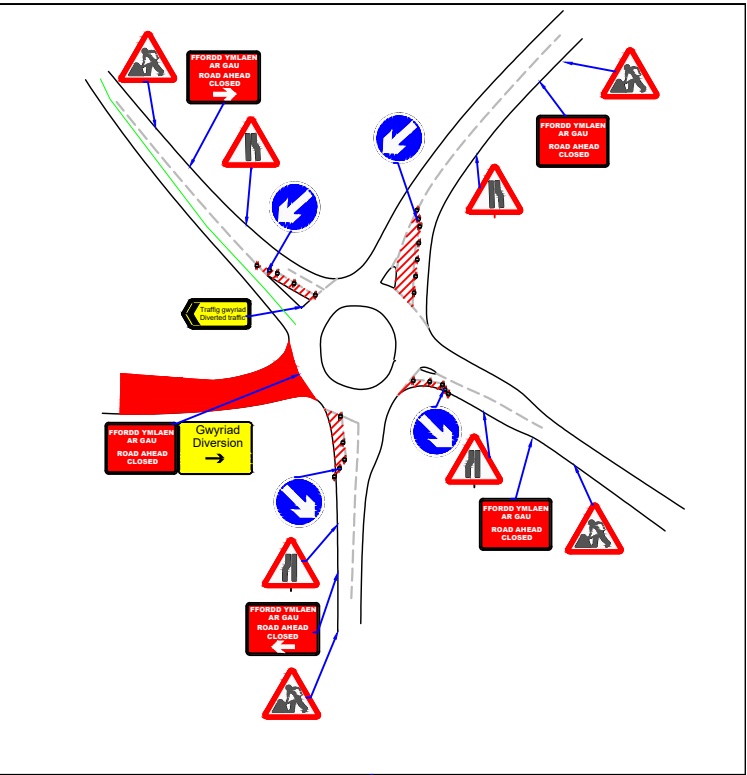 FFORDD YMLAEN
AR GAU
ROAD AHEAD
CLOSED
FFORDD YMLAEN
AR GAU
ROAD AHEAD
CLOSED
Traffig gwyriad
Diverted traffic
FFORDD YMLAEN
AR GAU
ROAD AHEAD
CLOSED
Gwyriad
Diversion
FFORDD YMLAEN
AR GAU
ROAD AHEAD
CLOSED
FFORDD YMLAEN
AR GAU
ROAD AHEAD
CLOSED